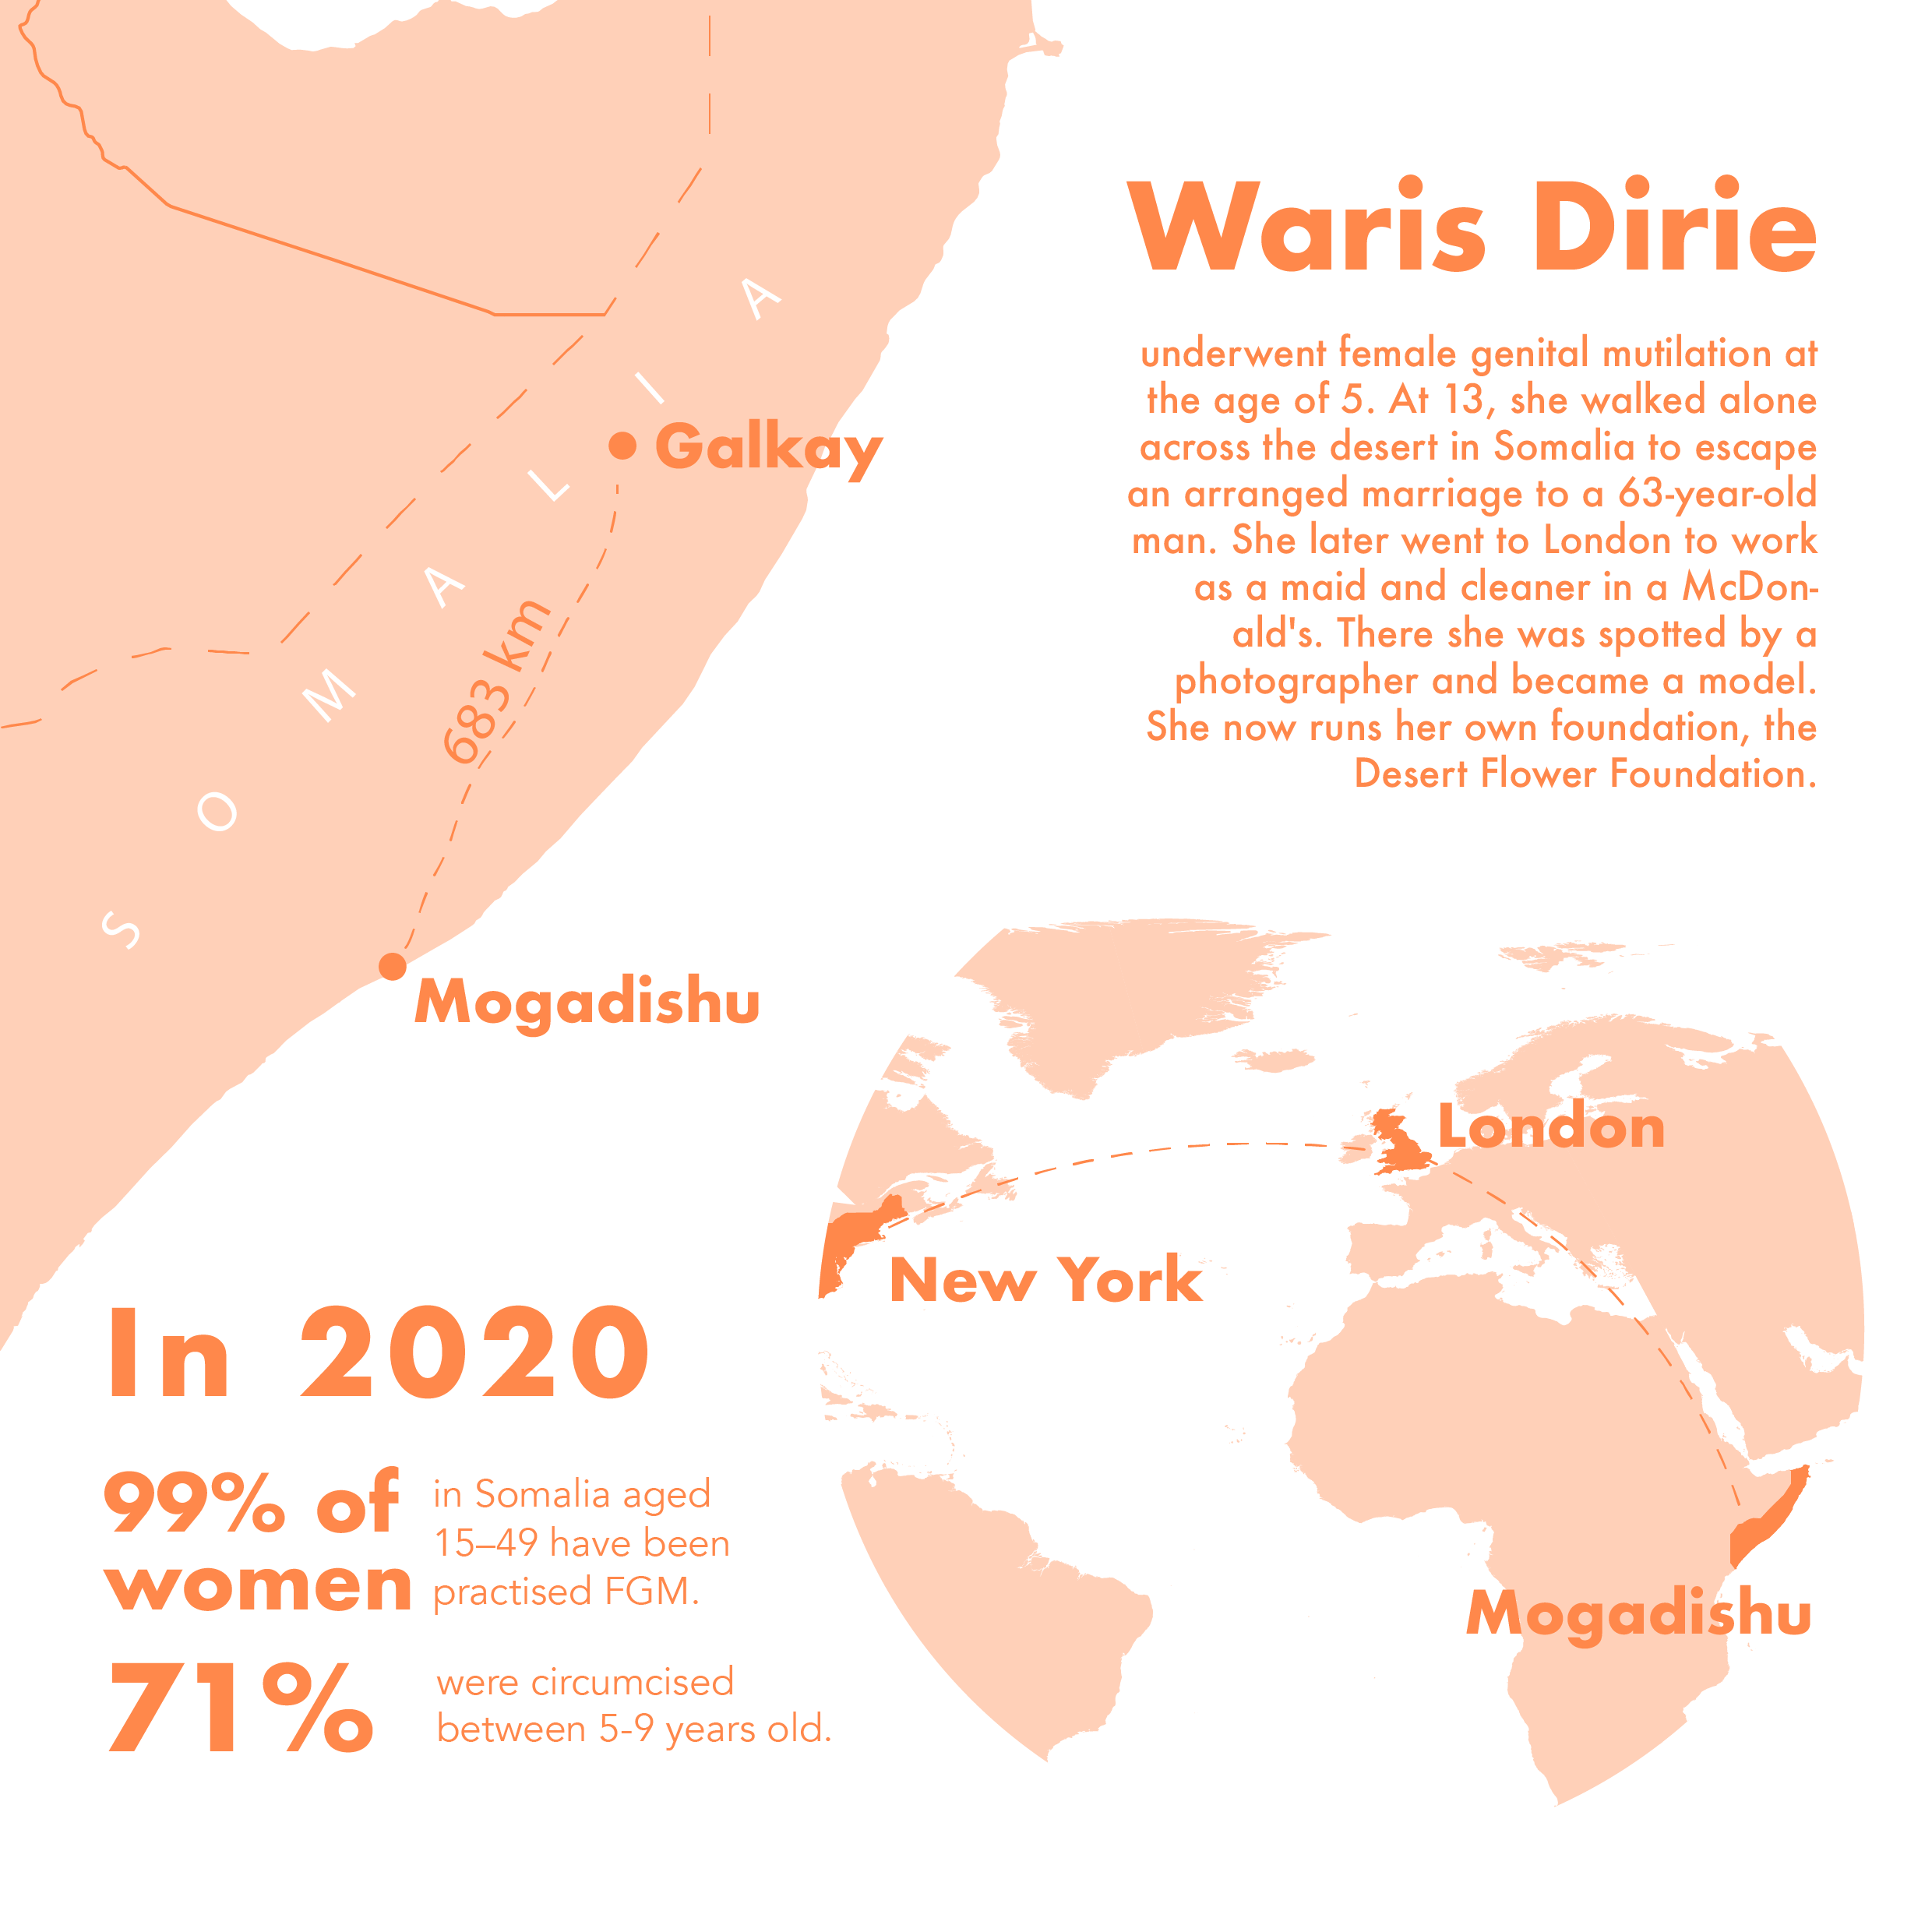 Waris Dirie
underwent female genital mutilation at
the age of 5. At 13, she walked alone
across the desert in Somalia to escape
an arranged marriage to a 63-year-old
man. She later went to London to work
as a maid and cleaner in a McDon-
ald's. There she was spotted by a
photographer and became a model.
She now runs her own foundation, the
Desert Flower Foundation.
SOMALIA
Galkay
683 km
Mogadishu
London
New York
Mogadishu
In 2020
99% of
women
in Somalia aged
15–49 have been
practised FGM.
71%
were circumcised
between 5-9 years old.